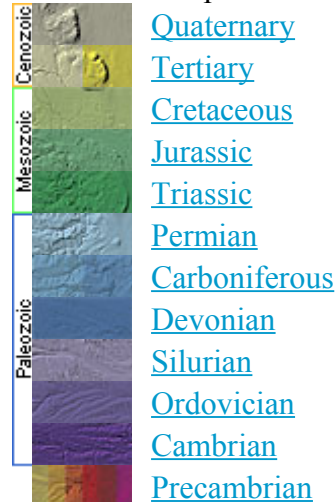 Cenozoic
Quaternary
Tertiary
Mesozoic
Cretaceous
Jurassic
Triassic
Paleozoic
Permian
Carboniferous
Devonian
Silurian
Ordovician
Cambrian
Precambrian